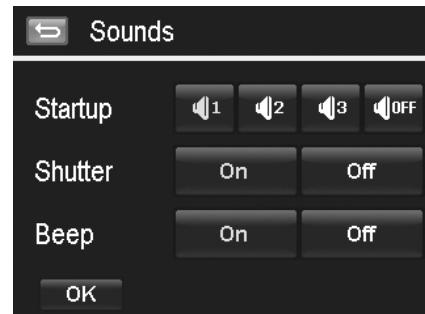 Sounds
Startup 1 2 3 OFF
Shutter On Off
Beep On Off
OK